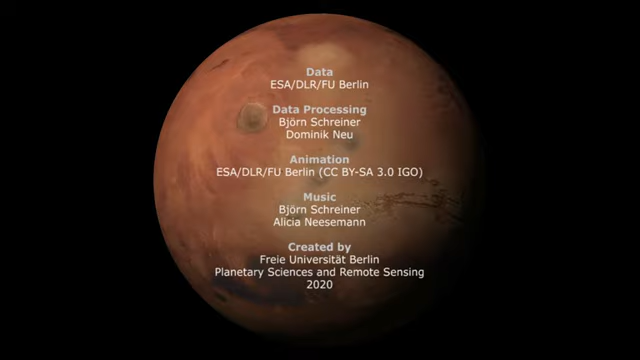 Data
ESA/DLR/FU Berlin
Data Processing
Björn Schreiner
Dominik Neu
Animation
ESA/DLR/FU Berlin (CC BY-SA 3.0 IGO)
Music
Björn Schreiner
Alicia Neesemann
Created by
Freie Universität Berlin
Planetary Sciences and Remote Sensing
2020